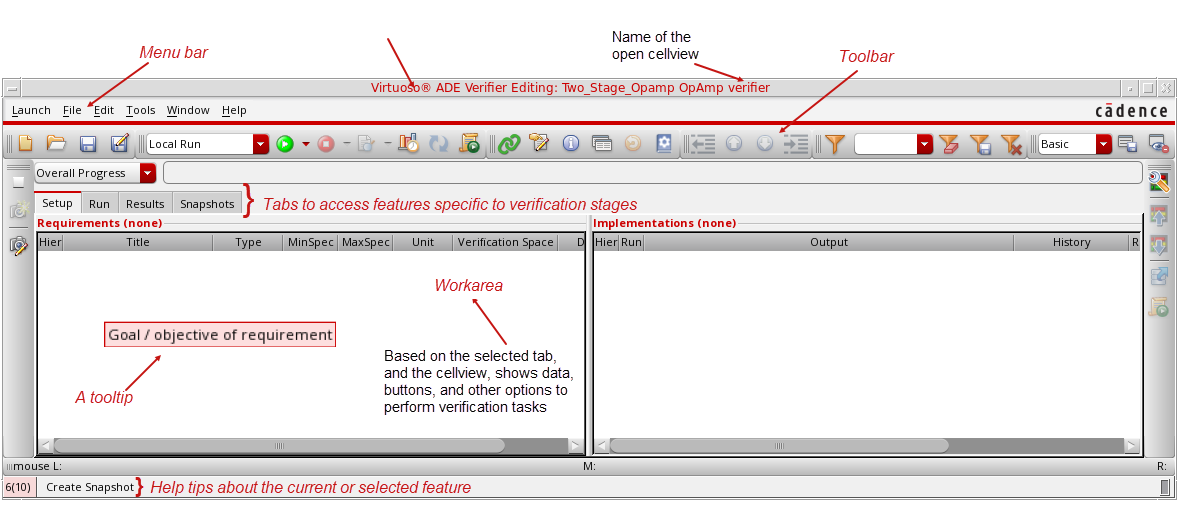 Name of the
open cellview
Menu bar
Toolbar
Virtuoso® ADE Verifier Editing: Two_Stage_Opamp OpAmp verifier
Launch File Edit Tools Window Help
cādence
Local Run
Basic
Overall Progress
Setup Run Results Snapshots
Tabs to access features specific to verification stages
Requirements (none)
Implementations (none)
Hier Title Type MinSpec MaxSpec Unit Verification Space D
Hier Run Output History R
Workarea
Goal / objective of requirement
Based on the selected tab,
and the cellview, shows data,
buttons, and other options to
perform verification tasks
A tooltip
mouse L: M: R:
6(10) Create Snapshot
Help tips about the current or selected feature